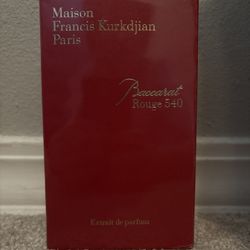 Maison
Francis Kurkdjian
Paris
Baccarat
Rouge 540
Extrait de parfum